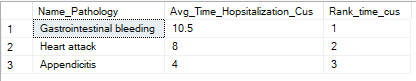 Name_Pathology Avg_Time_Hopsitalization_Cus Rank_time_cus
1 Gastrointestinal bleeding 10.5 1
2 Heart attack 8 2
3 Appendicitis 4 3